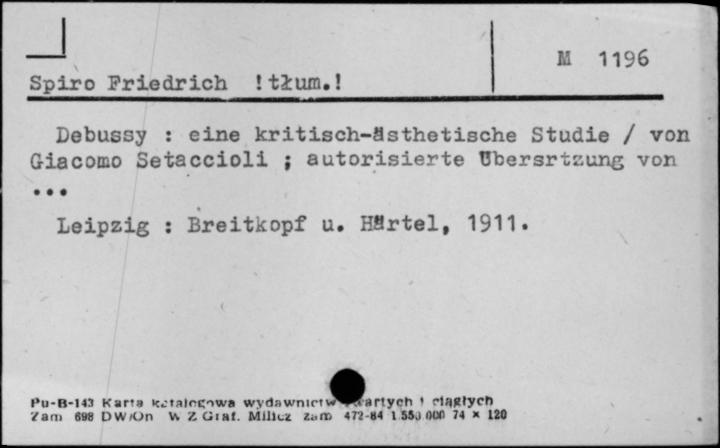 M 1196
Spiro Friedrich !tłum.!
Debussy : eine kritisch-ästhetische Studie / von
Giacomo Setaccioli ; autorisierte Übersrtzung von
...
Leipzig : Breitkopf u. Härtel, 1911.
Pu-B-143 Karta katalogowa wydawnictw zwartych i ciągłych
Zam 698 DW/On W. Z Graf. Milicz zam 472-84 1.550.000 74 × 120